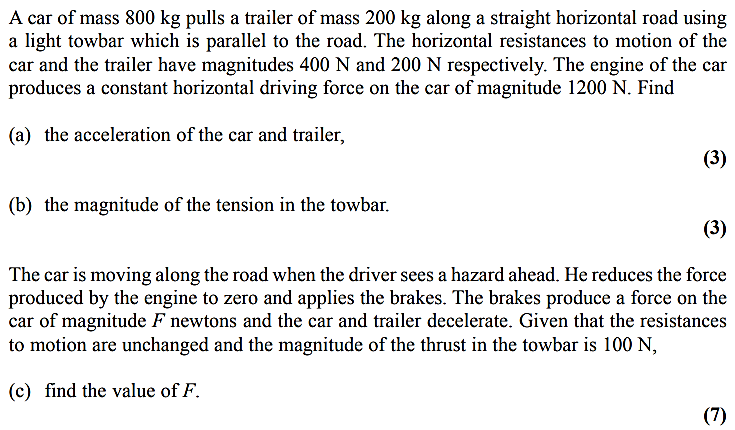 A car of mass 800 kg pulls a trailer of mass 200 kg along a straight horizontal road using
a light towbar which is parallel to the road. The horizontal resistances to motion of the
car and the trailer have magnitudes 400 N and 200 N respectively. The engine of the car
produces a constant horizontal driving force on the car of magnitude 1200 N. Find
(a) the acceleration of the car and trailer,
(3)
(b) the magnitude of the tension in the towbar.
(3)
The car is moving along the road when the driver sees a hazard ahead. He reduces the force
produced by the engine to zero and applies the brakes. The brakes produce a force on the
car of magnitude F newtons and the car and trailer decelerate. Given that the resistances
to motion are unchanged and the magnitude of the thrust in the towbar is 100 N,
(c) find the value of F.
(7)